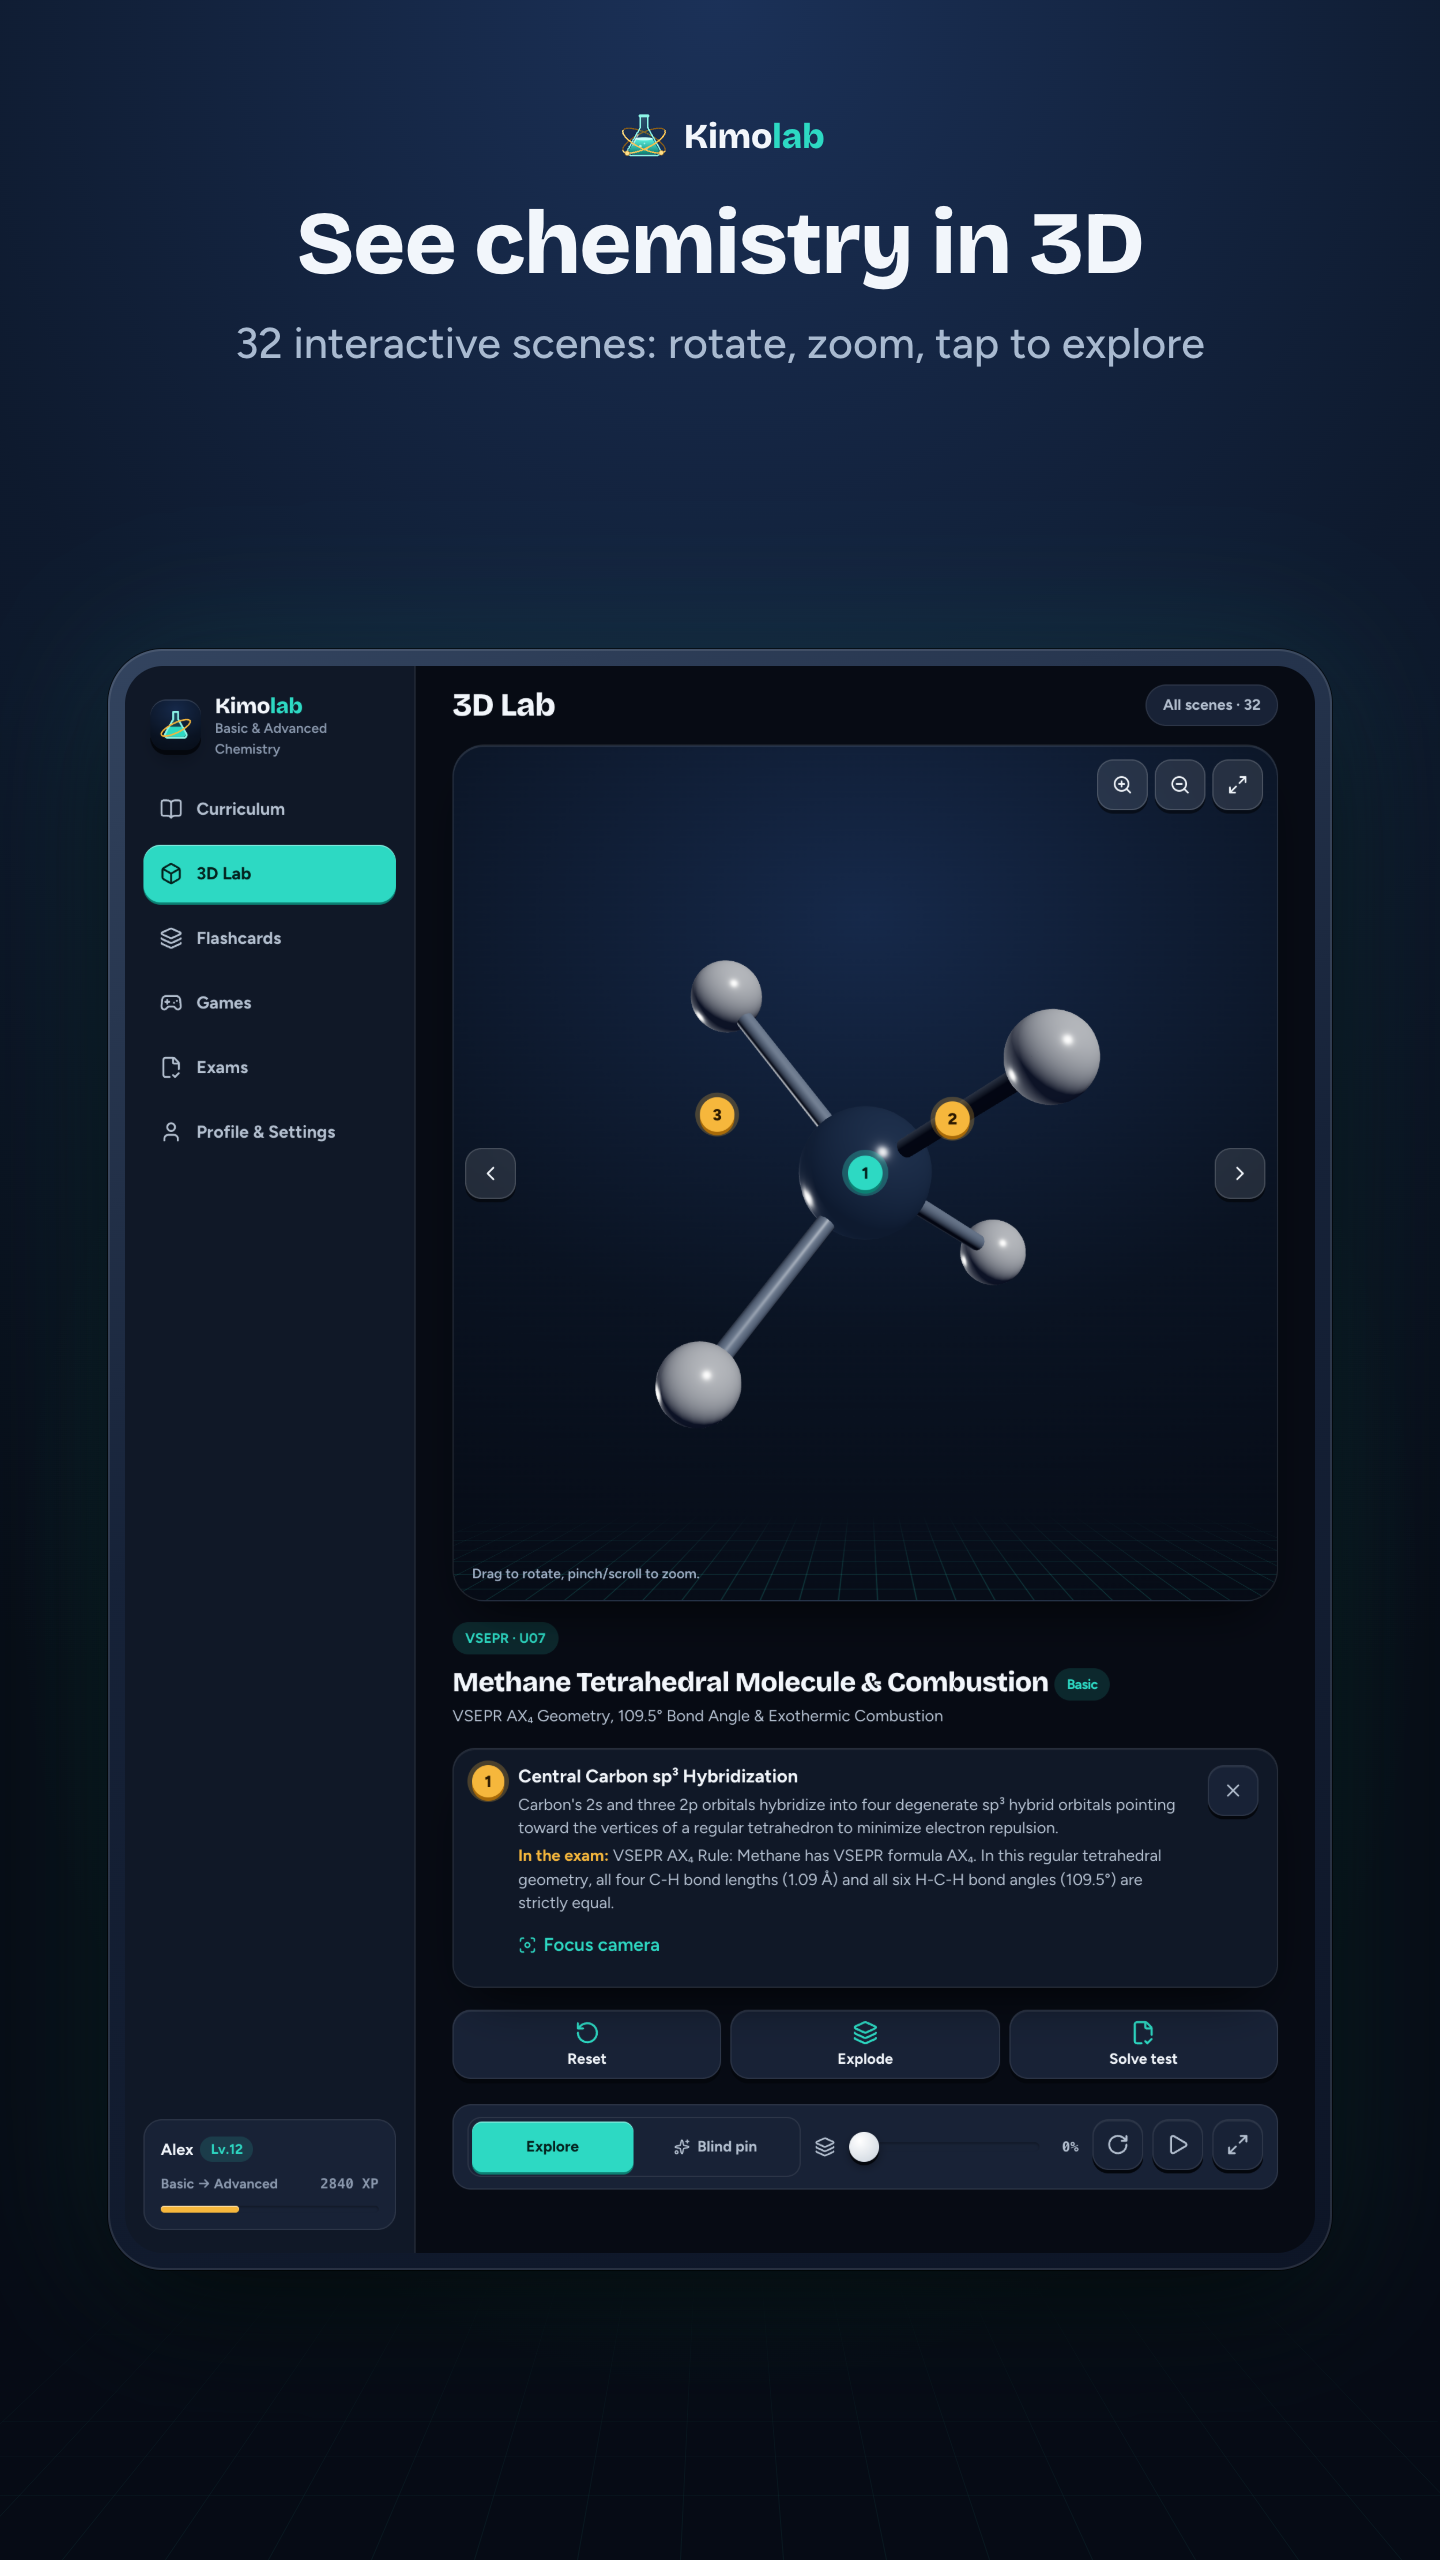 Kimolab
See chemistry in 3D
32 interactive scenes: rotate, zoom, tap to explore
Kimolab
Basic & Advanced
Chemistry
Curriculum
3D Lab
Flashcards
Games
Exams
Profile & Settings
Alex Lv.12
Basic → Advanced 2840 XP
3D Lab
All scenes · 32
3
2
1
Drag to rotate, pinch/scroll to zoom.
VSEPR · U07
Methane Tetrahedral Molecule & Combustion Basic
VSEPR AX₄ Geometry, 109.5° Bond Angle & Exothermic Combustion
1 Central Carbon sp³ Hybridization
Carbon's 2s and three 2p orbitals hybridize into four degenerate sp³ hybrid orbitals pointing
toward the vertices of a regular tetrahedron to minimize electron repulsion.
In the exam: VSEPR AX₄ Rule: Methane has VSEPR formula AX₄. In this regular tetrahedral
geometry, all four C-H bond lengths (1.09 Å) and all six H-C-H bond angles (109.5°) are
strictly equal.
Focus camera
Reset
Explode
Solve test
Explore
Blind pin
0%